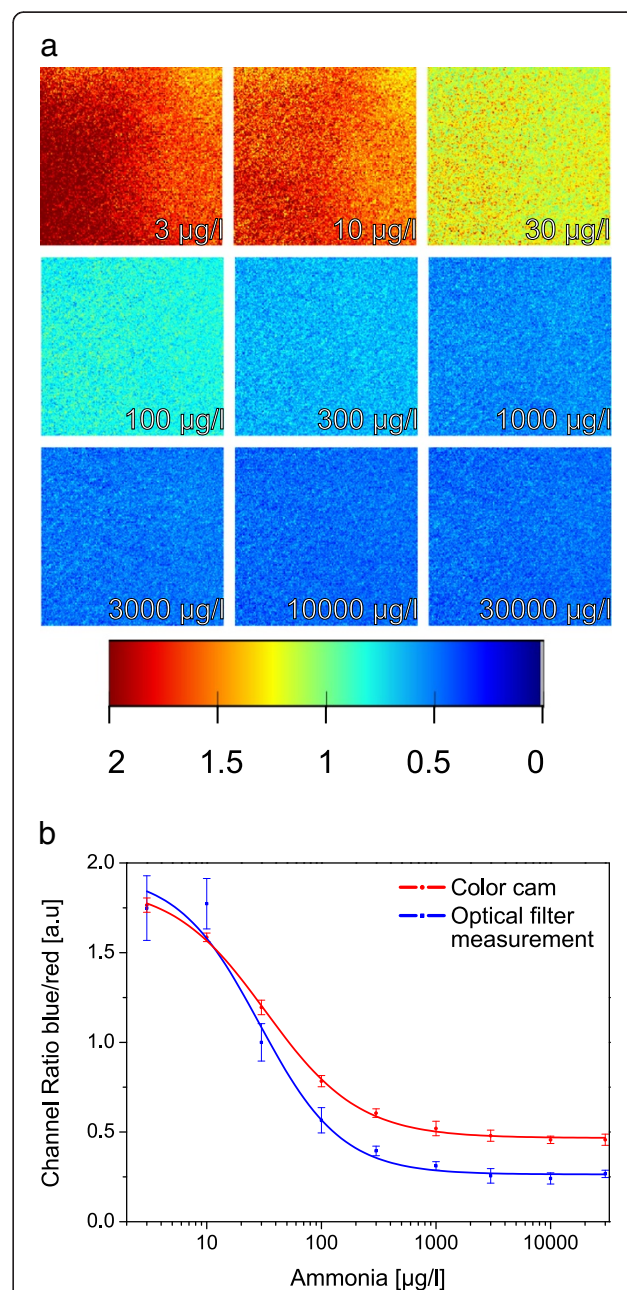 a
3 µg/l
10 µg/l
30 µg/l
100 µg/l
300 µg/l
1000 µg/l
3000 µg/l
10000 µg/l
30000 µg/l
2 1.5 1 0.5 0
b
2.0
1.5
1.0
0.5
0.0
Channel Ratio blue/red [a.u]
Color cam
Optical filter
measurement
10 100 1000 10000
Ammonia [µg/l]